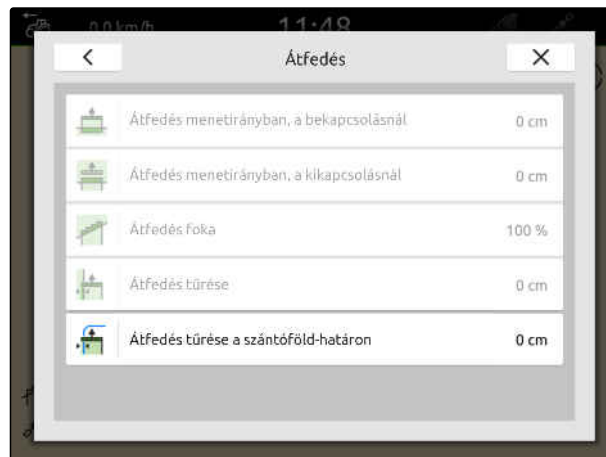 0.0 km/h
11:48
Átfedés
Átfedés menetirányban, a bekapcsolásnál
0 cm
Átfedés menetirányban, a kikapcsolásnál
0 cm
Átfedés foka
100 %
Átfedés tűrése
0 cm
Átfedés tűrése a szántóföld-határon
0 cm